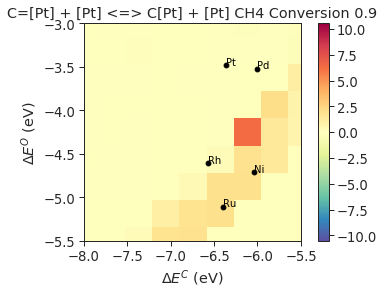 C=[Pt] + [Pt] <=> C[Pt] + [Pt] CH4 Conversion 0.9
−3.0
−3.5
−4.0
−4.5
−5.0
−5.5
ΔE^O (eV)
Pt
Pd
Rh
Ni
Ru
−8.0 −7.5 −7.0 −6.5 −6.0 −5.5
ΔE^C (eV)
10.0
7.5
5.0
2.5
0.0
−2.5
−5.0
−7.5
−10.0